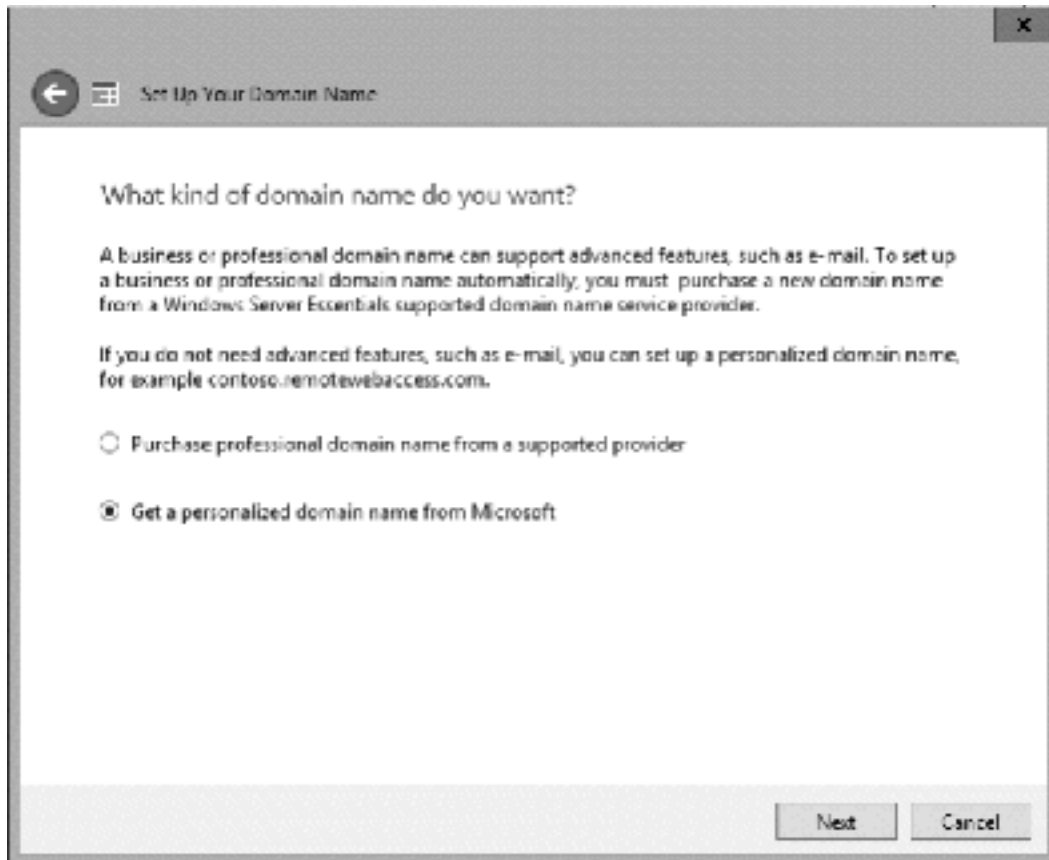 x
Set Up Your Domain Name
What kind of domain name do you want?
A business or professional domain name can support advanced features, such as e-mail. To set up
a business or professional domain name automatically, you must purchase a new domain name
from a Windows Server Essentials supported domain name service provider.
If you do not need advanced features, such as e-mail, you can set up a personalized domain name,
for example contoso.remotewebaccess.com.
Purchase professional domain name from a supported provider
Get a personalized domain name from Microsoft
Next Cancel